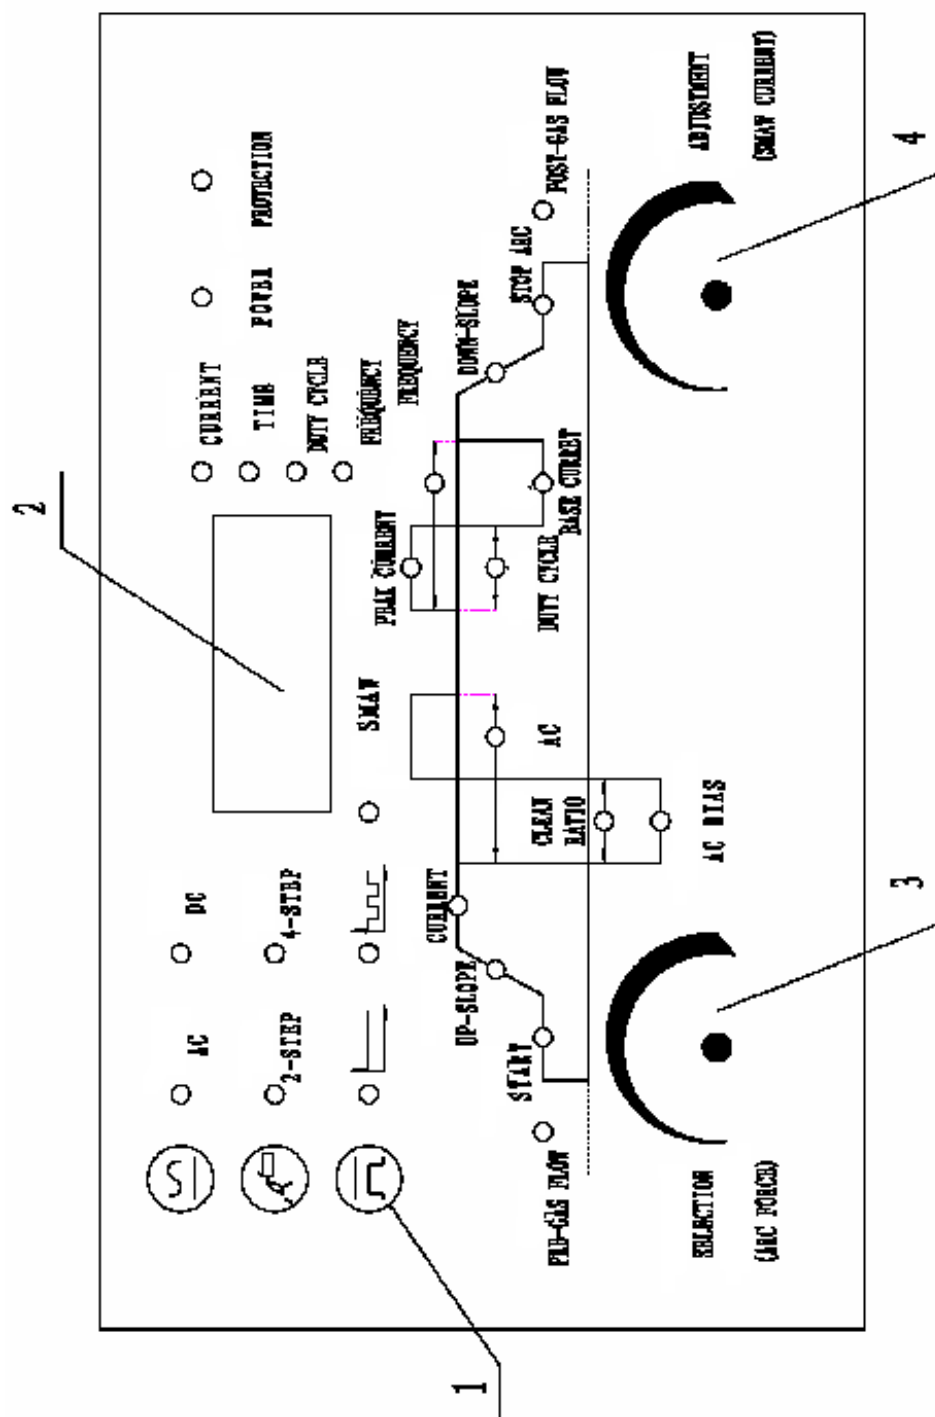 2
CURRENT
POWER
PROTECTION
TIME
DUTY CYCLE
FREQUENCY
FREQUENCY
AC
DC
2-STEP
4-STEP
SMAW
PEAK CURRENT
CURRENT
UP-SLOPE
DOWN-SLOPE
START
STOP ARC
PRE-GAS FLOW
CLEAN
RATIO
AC
DUTY CYCLE
BASE CURRET
POST-GAS FLOW
AC BIAS
SELECTION
(ARC FORCE)
ADJUSTMENT
(SMAW CURRENT)
1
3
4